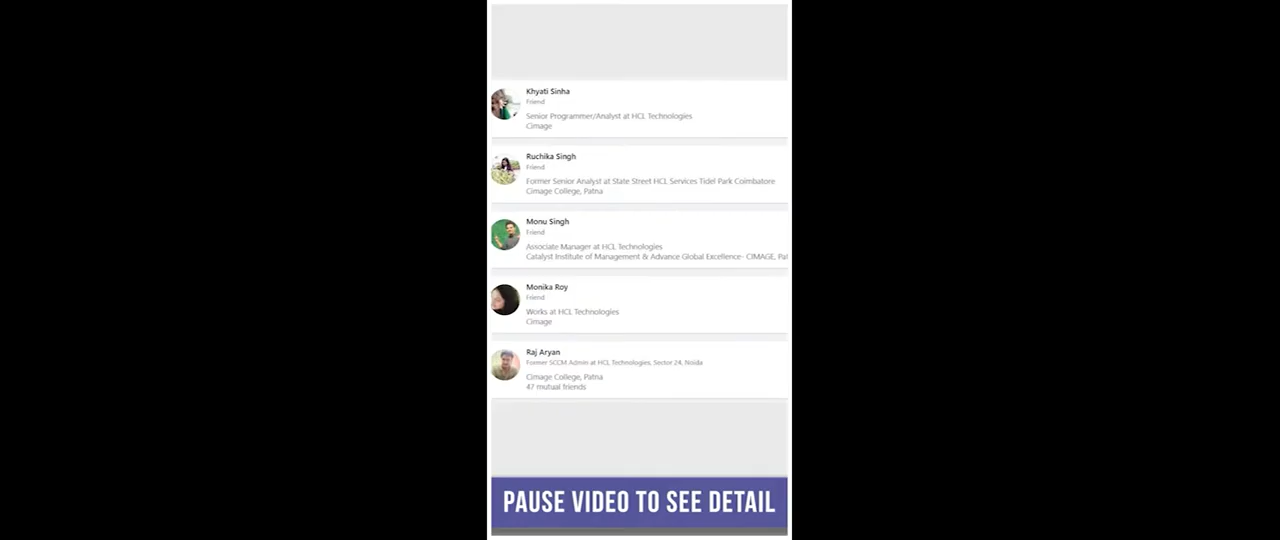 Khyati Sinha
Friend
Senior Programmer/Analyst at HCL Technologies
Cimage
Ruchika Singh
Friend
Former Senior Analyst at State Street HCL Services Tidel Park Coimbatore
Cimage College, Patna
Monu Singh
Friend
Associate Manager at HCL Technologies
Catalyst Institute of Management & Advance Global Excellence- CIMAGE, Pat
Monika Roy
Friend
Works at HCL Technologies
Cimage
Raj Aryan
Former SCCM Admin at HCL Technologies, Sector 24, Noida
Cimage College, Patna
47 mutual friends
PAUSE VIDEO TO SEE DETAIL